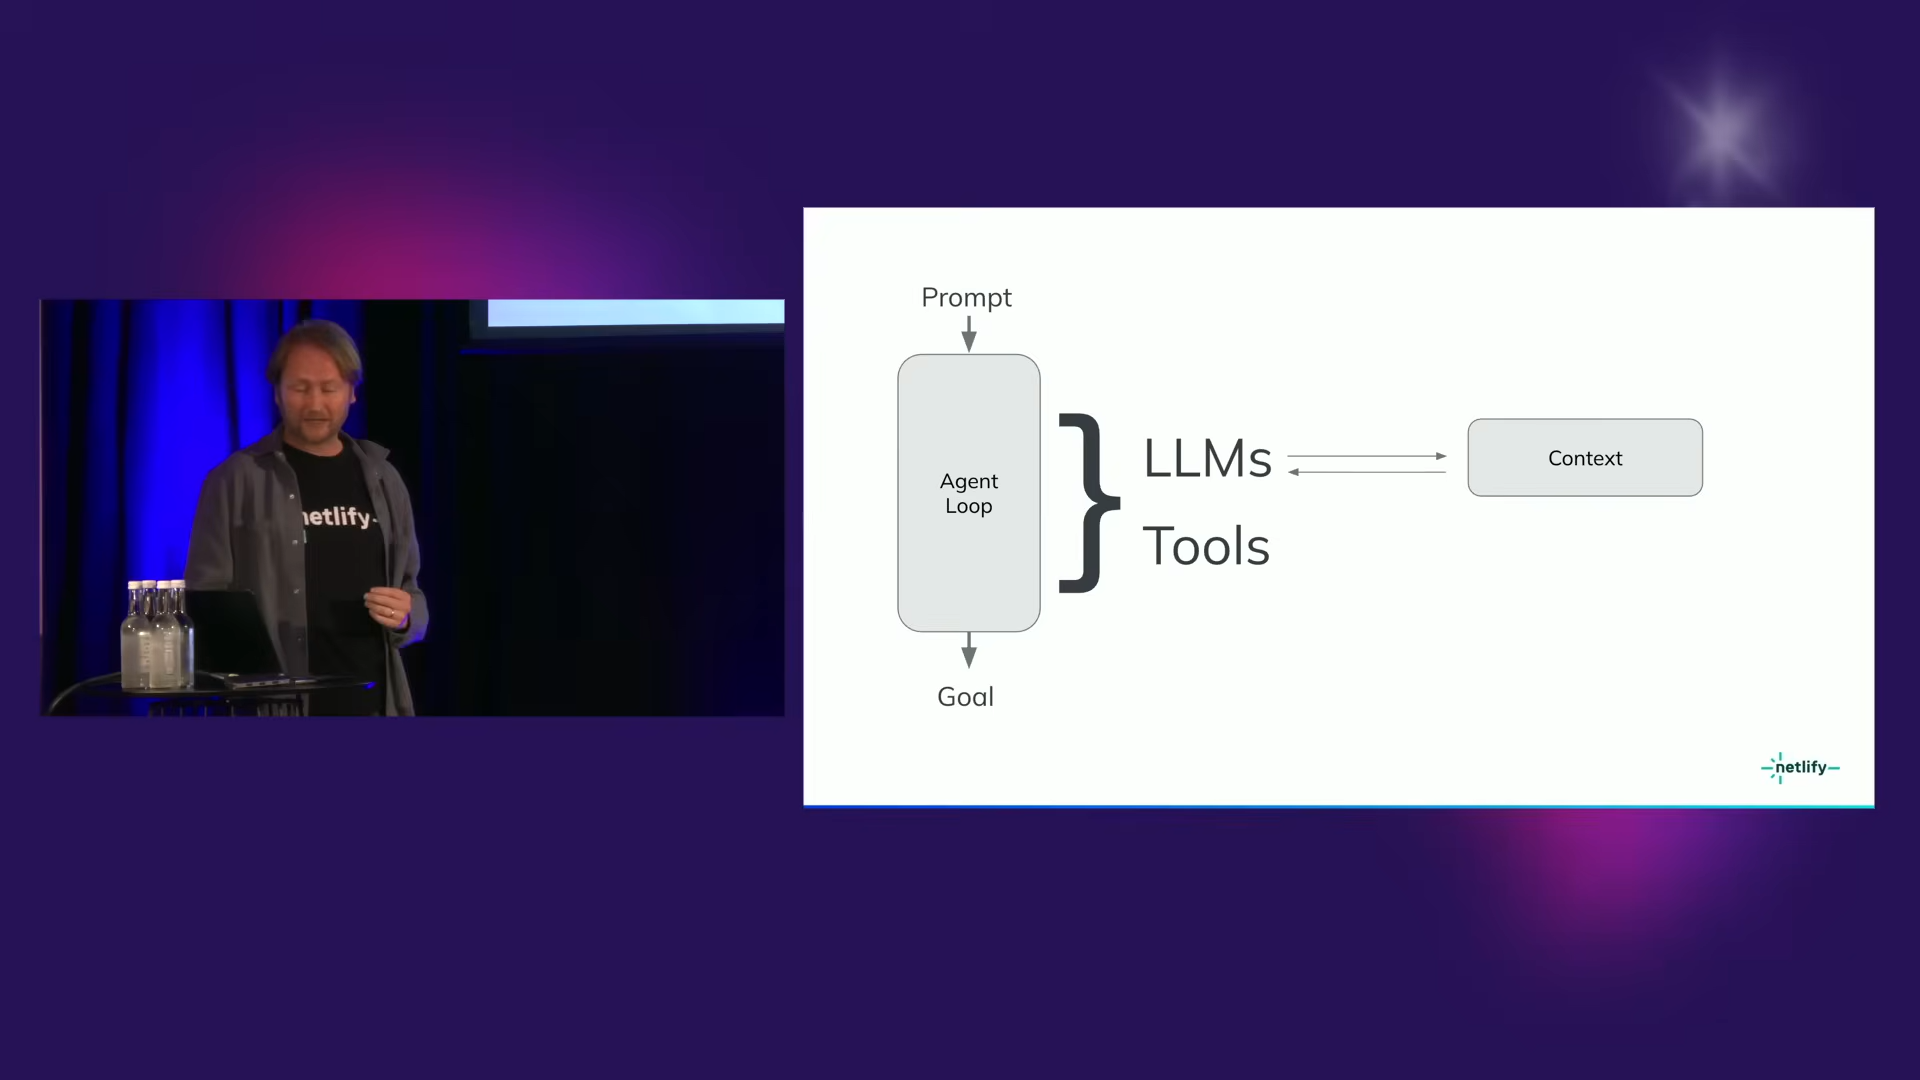 netlify
Prompt
Agent
Loop
LLMs
Tools
Context
Goal
netlify